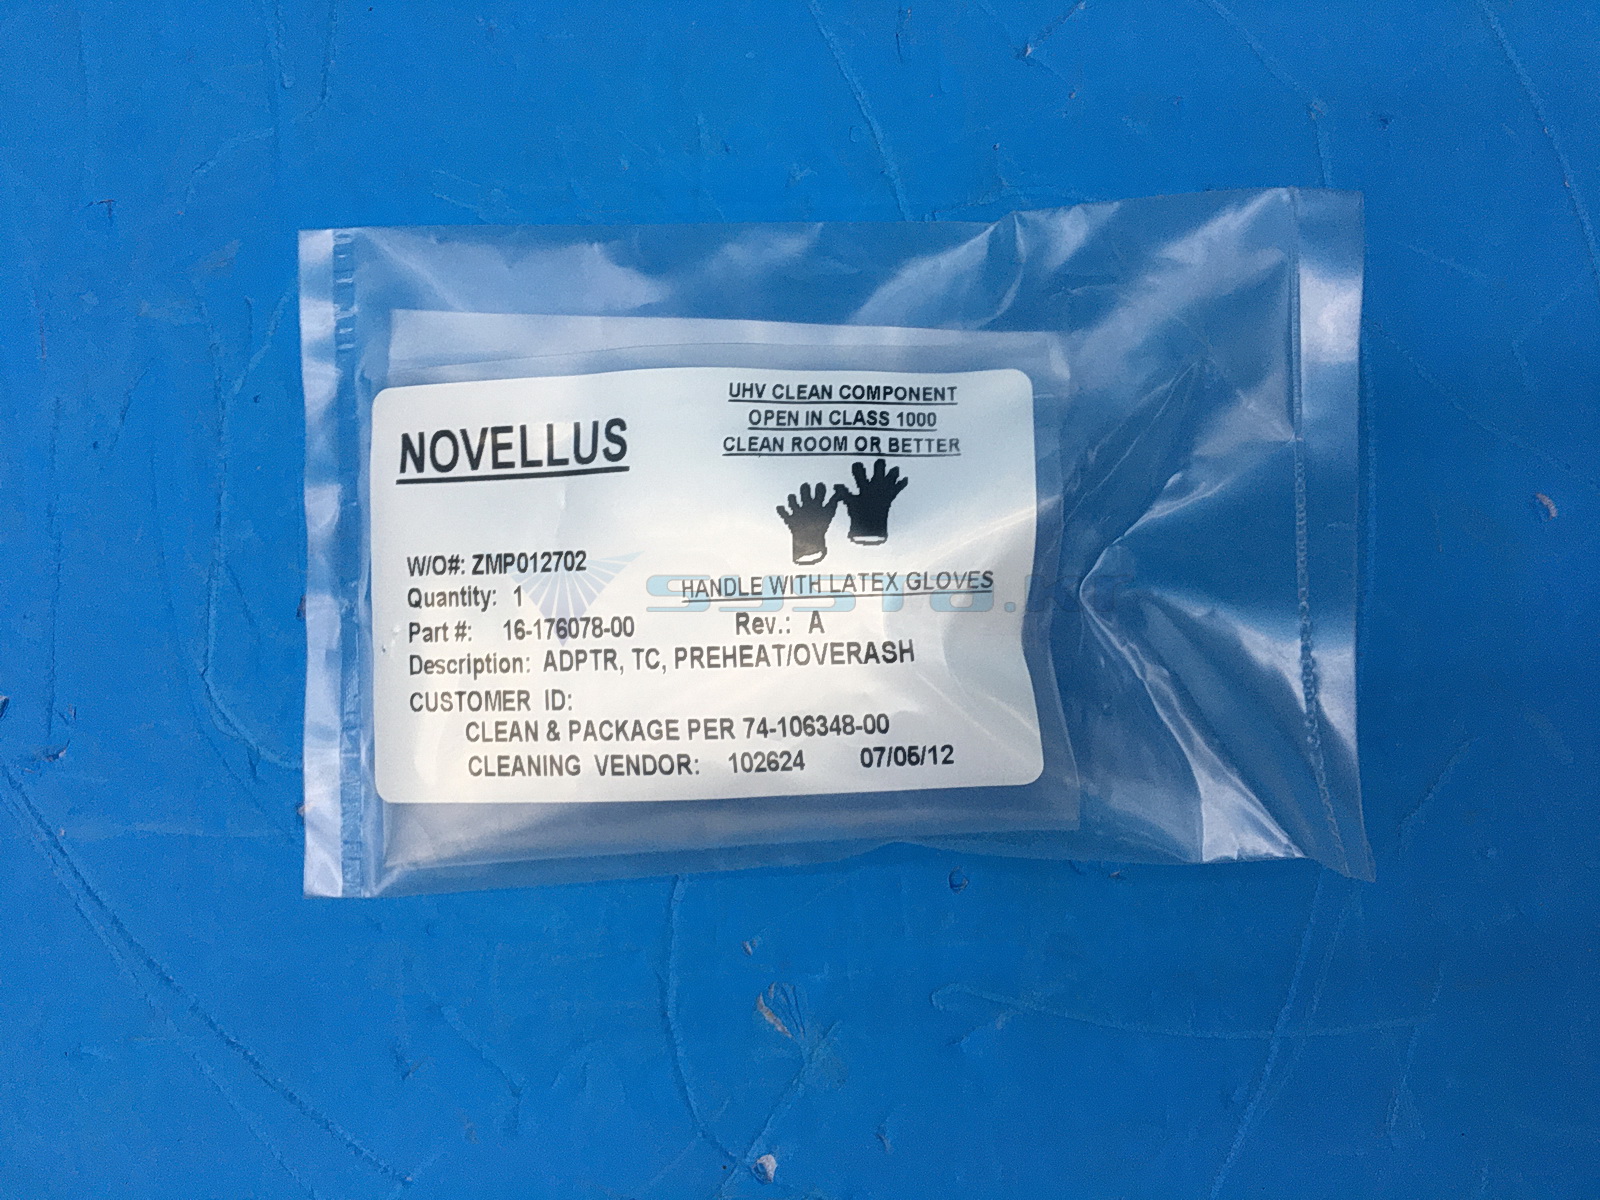 NOVELLUS
UHV CLEAN COMPONENT
OPEN IN CLASS 1000
CLEAN ROOM OR BETTER
HANDLE WITH LATEX GLOVES
W/O#: ZMP012702
Quantity: 1
Part #: 16-176078-00 Rev.: A
Description: ADPTR, TC, PREHEAT/OVERASH
CUSTOMER ID:
CLEAN & PACKAGE PER 74-106348-00
CLEANING VENDOR: 102624 07/05/12